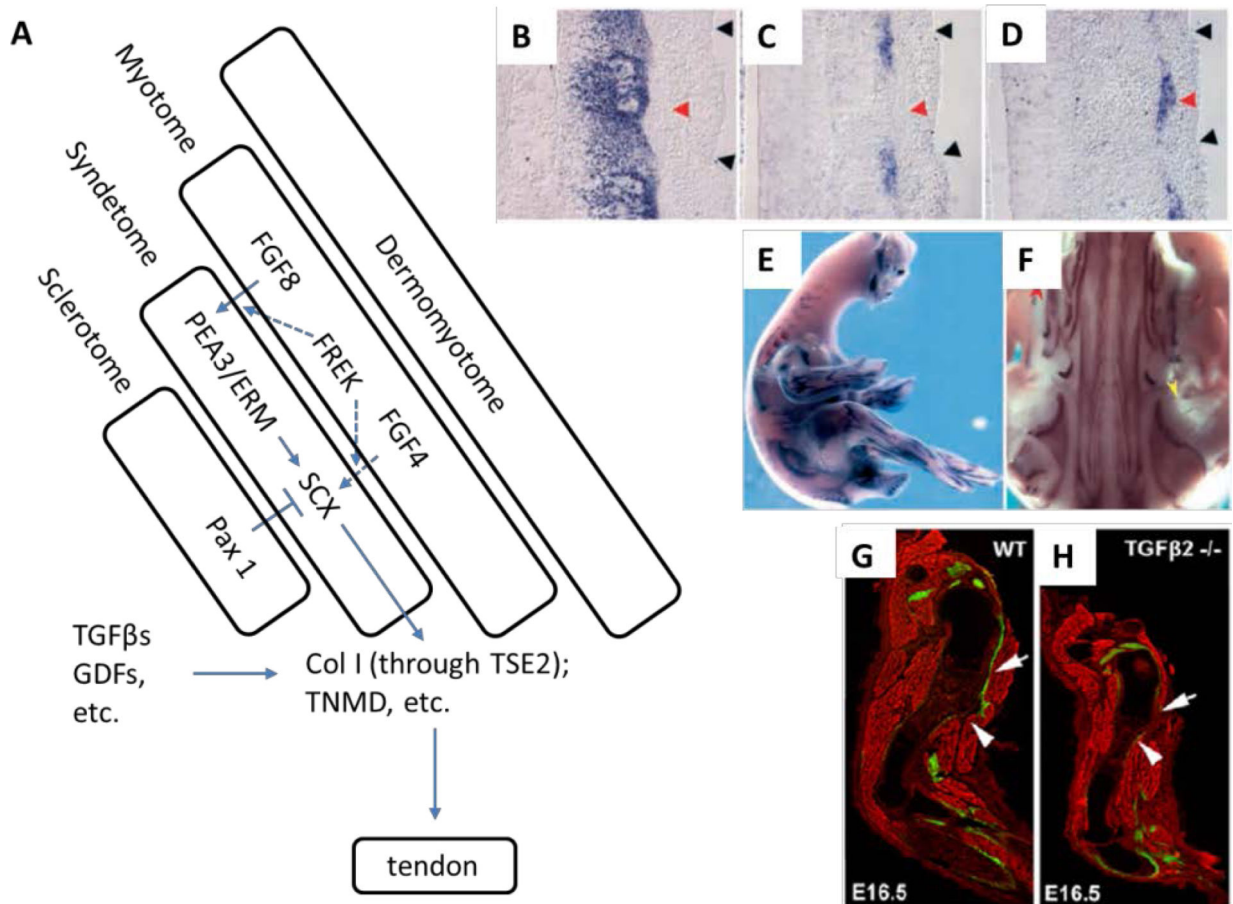 A
Myotome
Syndetome
Sclerotome
Dermomyotome
FGF8
PEA3/ERM
FREK
FGF4
SCX
Pax 1
TGFβs
GDFs,
etc.
Col I (through TSE2);
TNMD, etc.
tendon
B
C
D
E
F
G
WT
E16.5
H
TGFβ2 -/-
E16.5